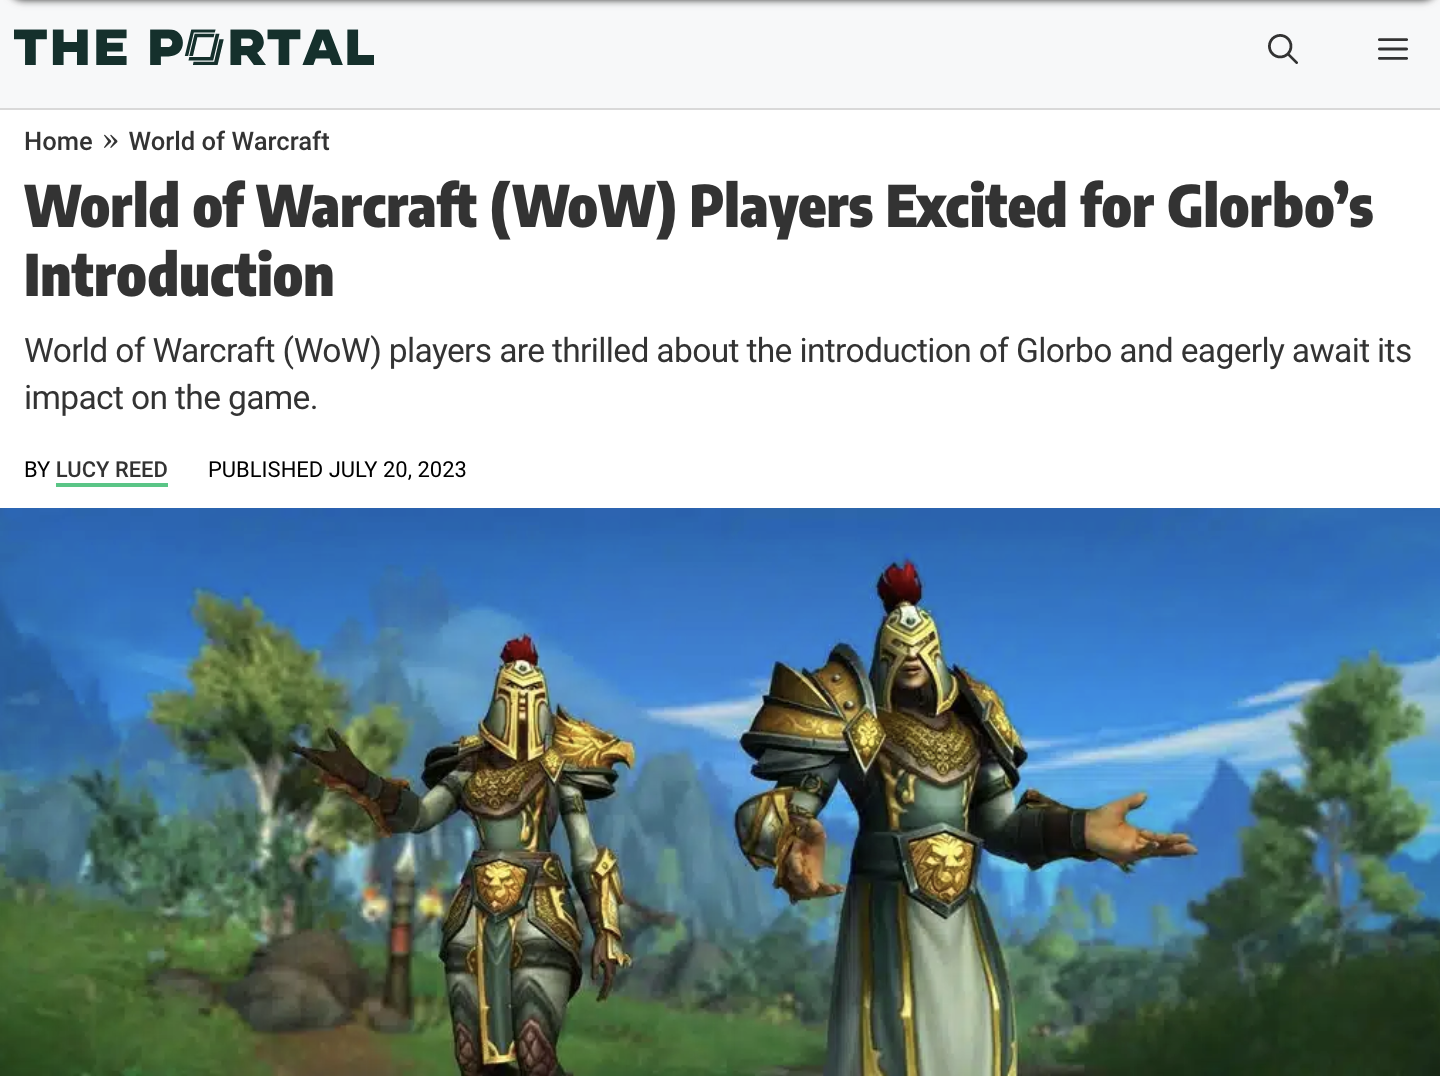 THE PORTAL
Home » World of Warcraft
World of Warcraft (WoW) Players Excited for Glorbo’s
Introduction
World of Warcraft (WoW) players are thrilled about the introduction of Glorbo and eagerly await its
impact on the game.
BY LUCY REED PUBLISHED JULY 20, 2023